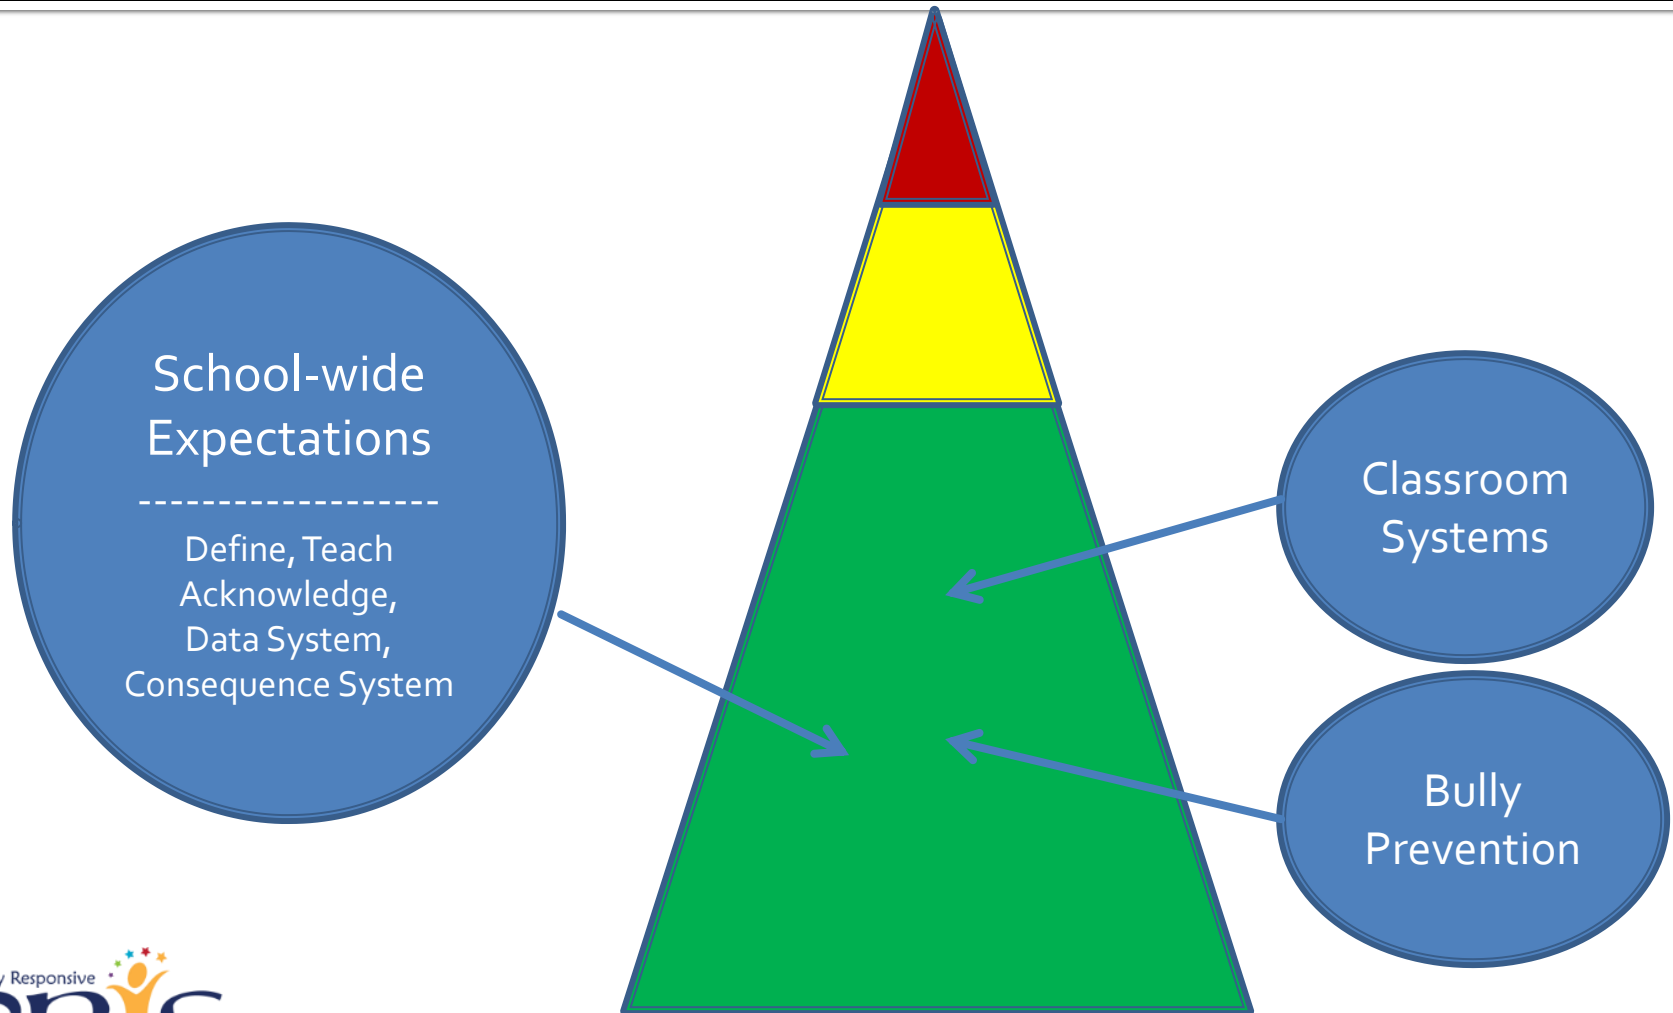 School-wide
Expectations
-------------------
Define, Teach
Acknowledge,
Data System,
Consequence System
Classroom
Systems
Bully
Prevention
Responsive